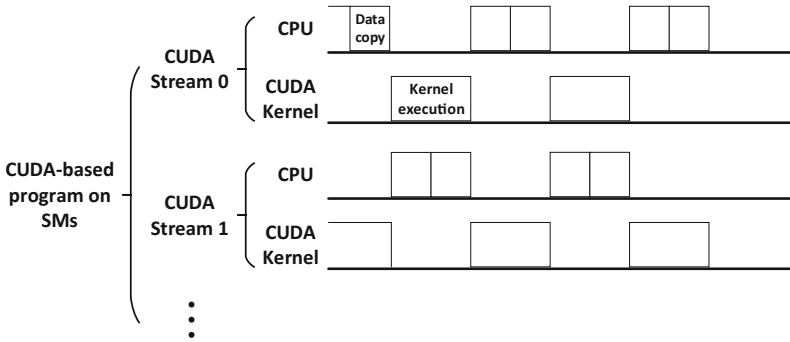 CPU
Data
copy
CUDA
Stream 0
CUDA
Kernel
Kernel
execution
CUDA-based
program on
SMs
CPU
CUDA
Stream 1
CUDA
Kernel